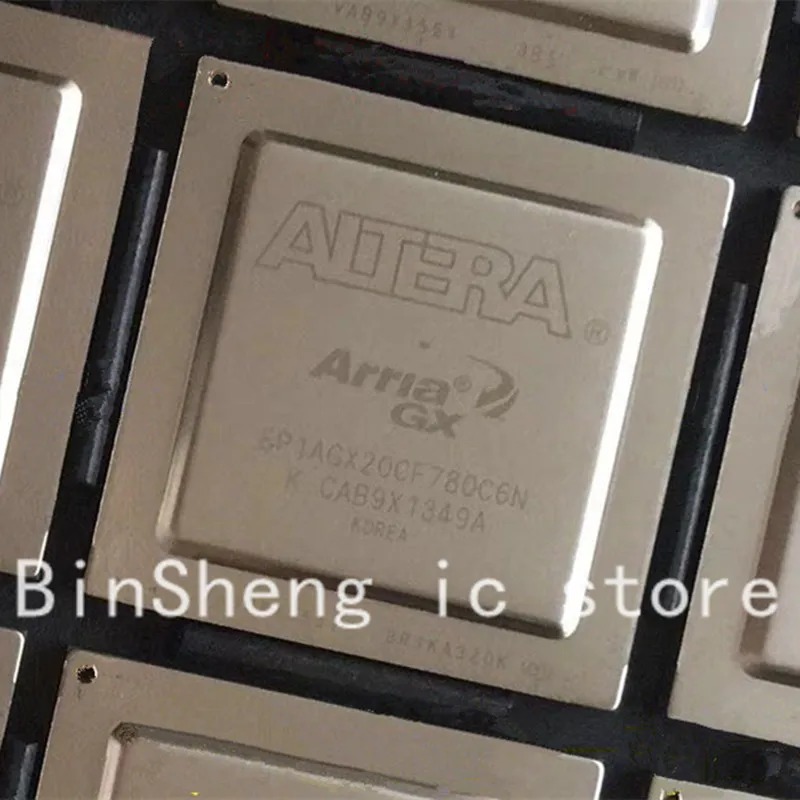 ALTERA®
Arria®
GX
EP1AGX20CF780C6N
K CAB9X1349A
KOREA
BinSheng ic store